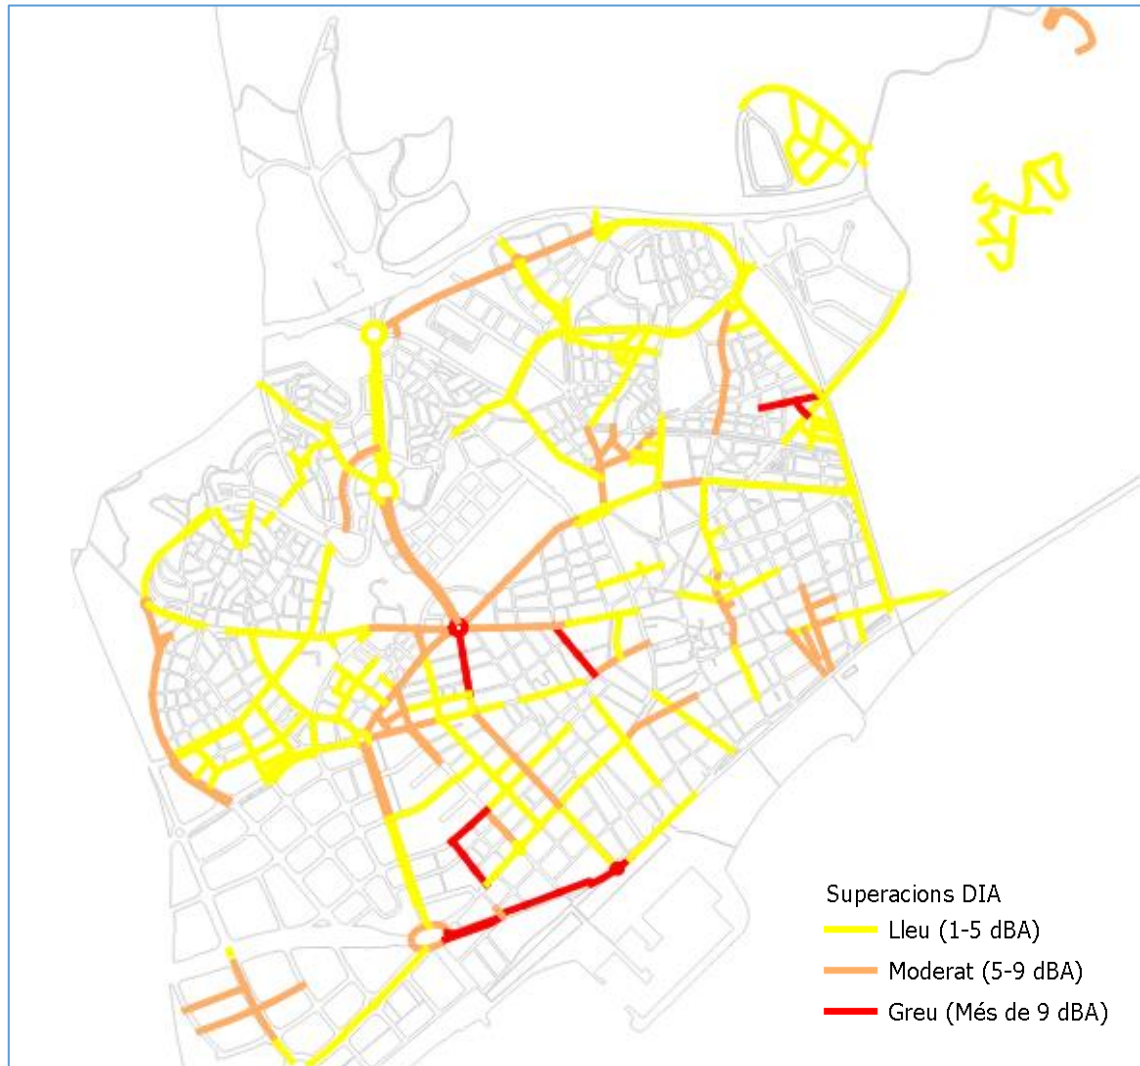 Superacions DIA
Lleu (1-5 dBA)
Moderat (5-9 dBA)
Greu (Més de 9 dBA)